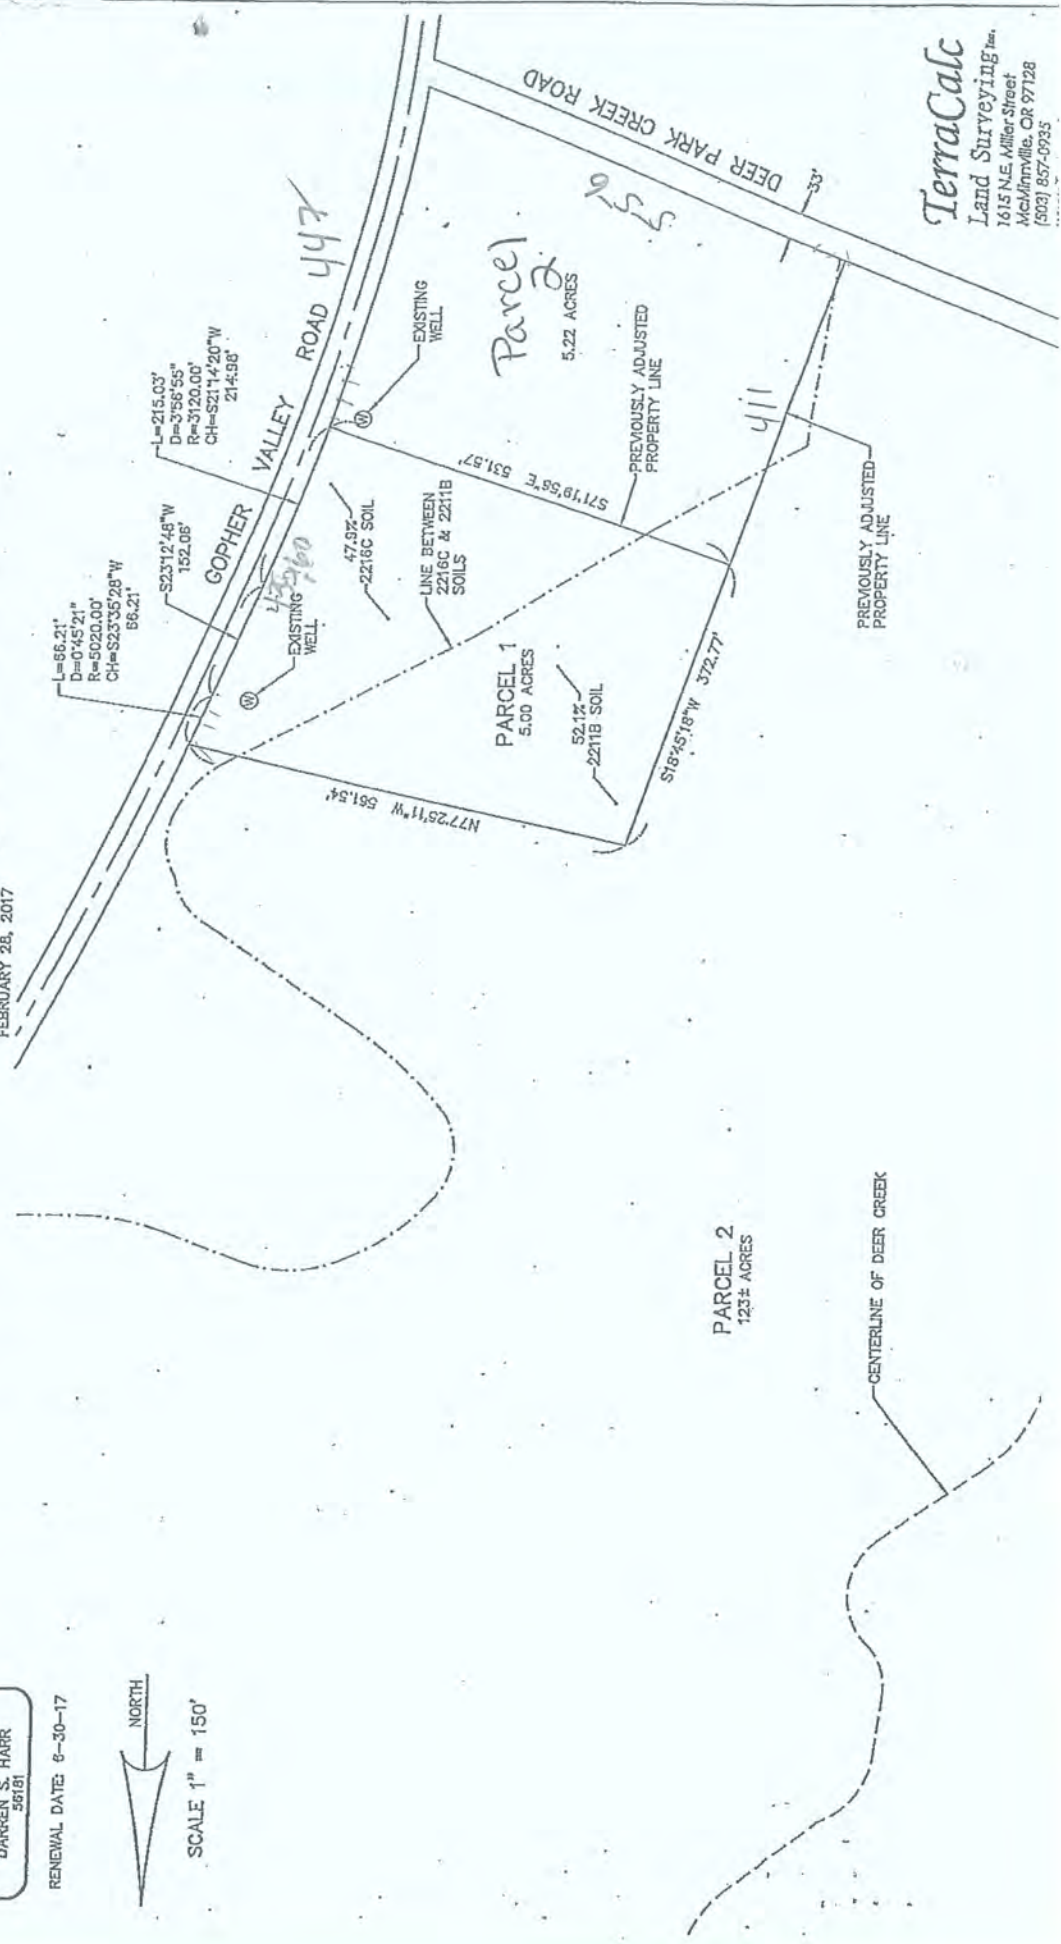 DARREN S. HARR
56181
RENEWAL DATE: 6-30-17
NORTH
SCALE 1" = 150'
FEBRUARY 28, 2017
L=66.21'
D=0°45'21"
R=5020.00'
CH=S23°35'28"W
66.21'
S23°12'48"W
152.06'
L=215.03'
D=3°56'55"
R=3120.00'
CH=S21°14'20"W
214.98'
GOPHER VALLEY ROAD
447
EXISTING
WELL
EXISTING
WELL
47.9%
2216C SOIL
LINE BETWEEN
2216C & 2211B
SOILS
PARCEL 1
5.00 ACRES
52.1%
2211B SOIL
N77°25'11"W 561.54'
S71°19'56"E 531.57'
S18°45'18"W 372.77'
Parcel
2
5.22 ACRES
PREVIOUSLY ADJUSTED
PROPERTY LINE
411
PREVIOUSLY ADJUSTED
PROPERTY LINE
DEER PARK CREEK ROAD
33'
PARCEL 2
123± ACRES
CENTERLINE OF DEER CREEK
TerraCalc
Land Surveying Inc.
1615 N.E. Miller Street
McMinnville, OR 97128
(503) 857-0935